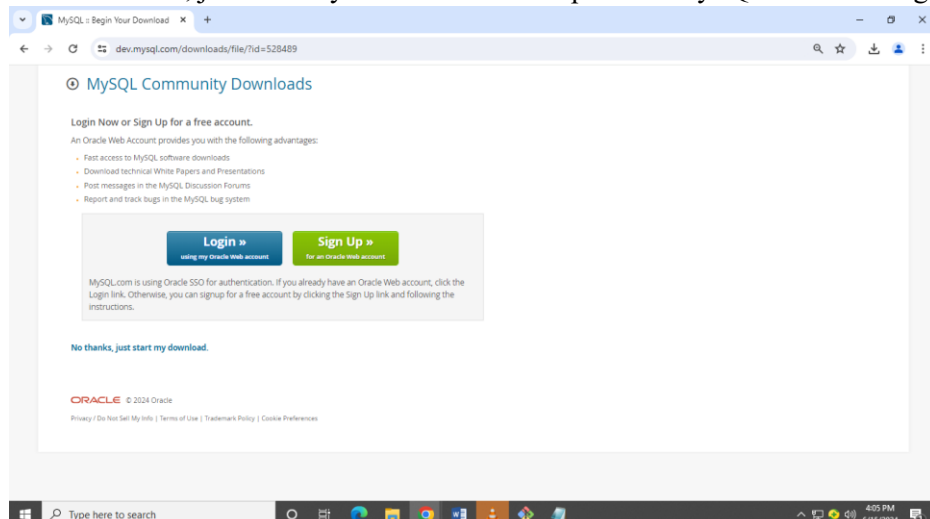 MySQL :: Begin Your Download
dev.mysql.com/downloads/file/?id=528489
MySQL Community Downloads
Login Now or Sign Up for a free account.
An Oracle Web Account provides you with the following advantages:
Fast access to MySQL software downloads
Download technical White Papers and Presentations
Post messages in the MySQL Discussion Forums
Report and track bugs in the MySQL bug system
Login »
using my Oracle Web account
Sign Up »
for an Oracle Web account
MySQL.com is using Oracle SSO for authentication. If you already have an Oracle Web account, click the
Login link. Otherwise, you can signup for a free account by clicking the Sign Up link and following the
instructions.
No thanks, just start my download.
ORACLE © 2024 Oracle
Privacy / Do Not Sell My Info | Terms of Use | Trademark Policy | Cookie Preferences
Type here to search
4:05 PM